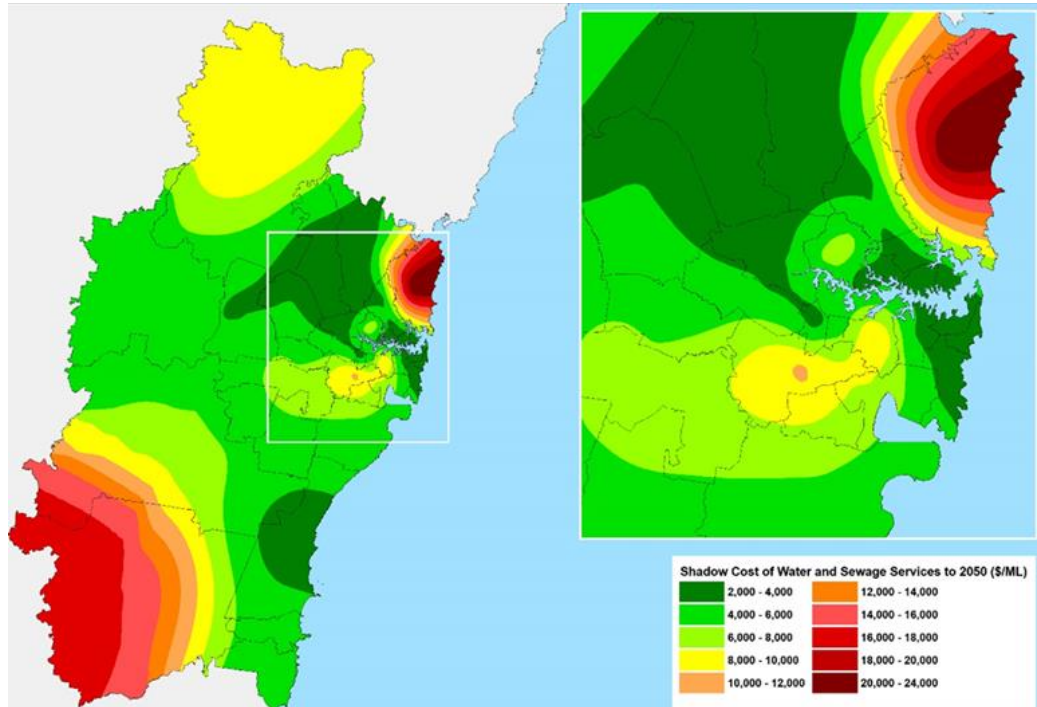 Shadow Cost of Water and Sewage Services to 2050 ($/ML)
2,000 - 4,000
4,000 - 6,000
6,000 - 8,000
8,000 - 10,000
10,000 - 12,000
12,000 - 14,000
14,000 - 16,000
16,000 - 18,000
18,000 - 20,000
20,000 - 24,000